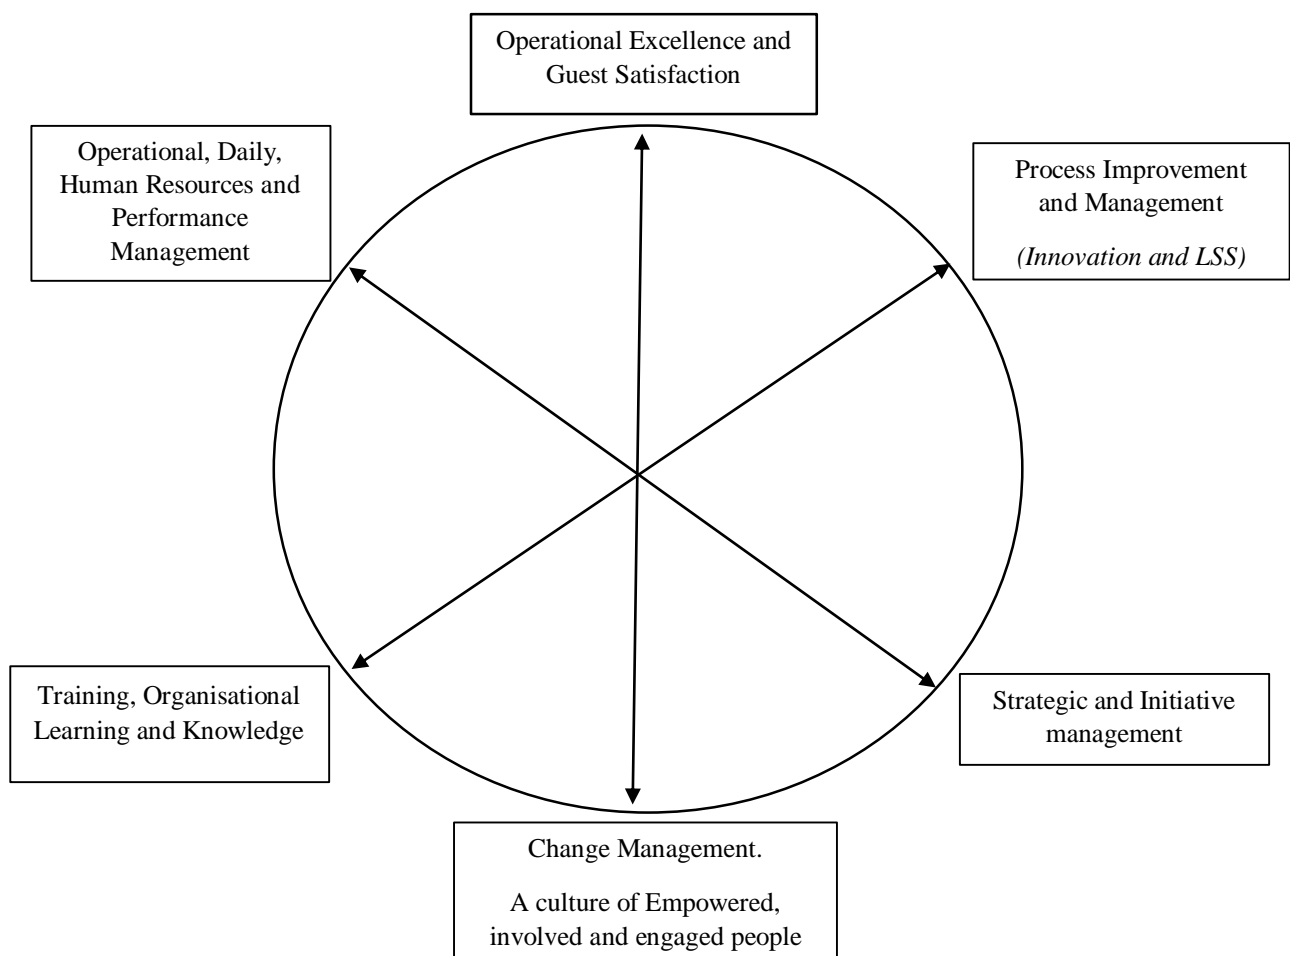 Operational Excellence and
Guest Satisfaction
Operational, Daily,
Human Resources and
Performance
Management
Process Improvement
and Management
(Innovation and LSS)
Training, Organisational
Learning and Knowledge
Strategic and Initiative
management
Change Management.
A culture of Empowered,
involved and engaged people